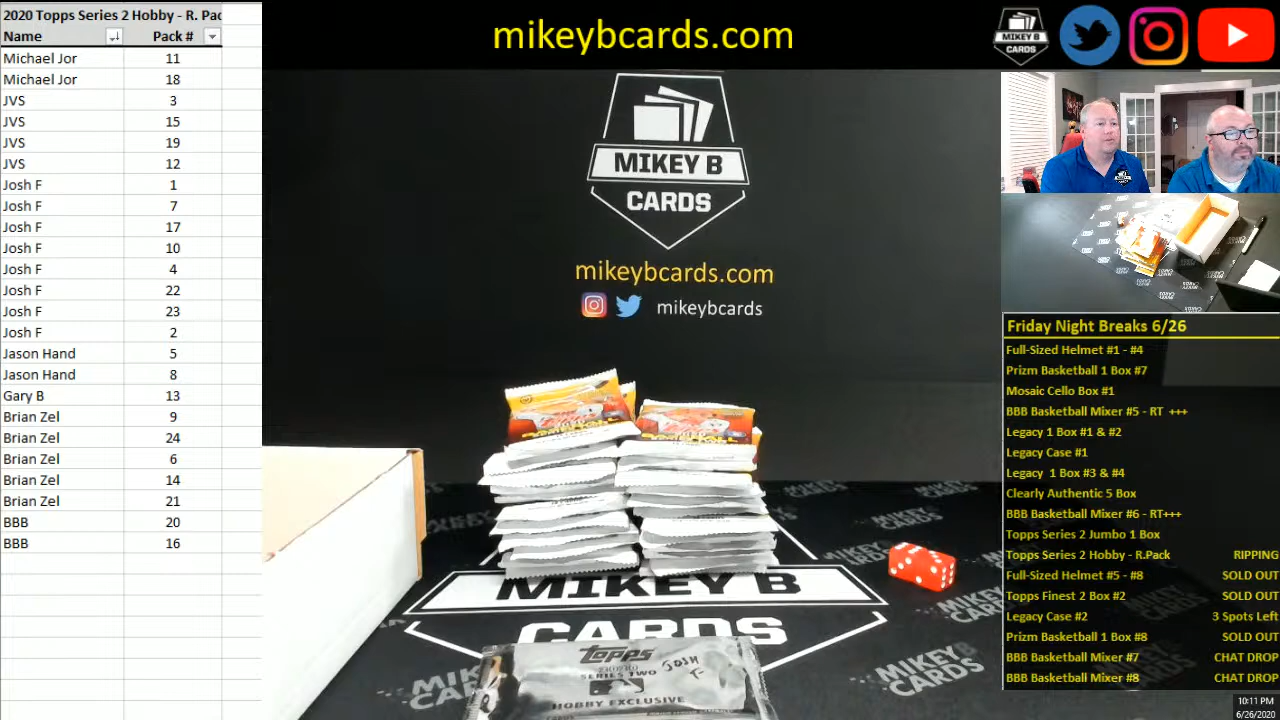 2020 Topps Series 2 Hobby - R. Pac
Name Pack #
Michael Jor 11
Michael Jor 18
JVS 3
JVS 15
JVS 19
JVS 12
Josh F 1
Josh F 7
Josh F 17
Josh F 10
Josh F 4
Josh F 22
Josh F 23
Josh F 2
Jason Hand 5
Jason Hand 8
Gary B 13
Brian Zel 9
Brian Zel 24
Brian Zel 6
Brian Zel 14
Brian Zel 21
BBB 20
BBB 16
mikeybcards.com
MIKEY B
CARDS
mikeybcards.com
mikeybcards
MIKEY B
CARDS
Topps
SERIES TWO
HOBBY EXCLUSIVE
JOSH
MIKEY B
CARDS
Friday Night Breaks 6/26
Full-Sized Helmet #1 - #4
Prizm Basketball 1 Box #7
Mosaic Cello Box #1
BBB Basketball Mixer #5 - RT +++
Legacy 1 Box #1 & #2
Legacy Case #1
Legacy 1 Box #3 & #4
Clearly Authentic 5 Box
BBB Basketball Mixer #6 - RT+++
Topps Series 2 Jumbo 1 Box
Topps Series 2 Hobby - R.Pack RIPPING
Full-Sized Helmet #5 - #8 SOLD OUT
Topps Finest 2 Box #2 SOLD OUT
Legacy Case #2 3 Spots Left
Prizm Basketball 1 Box #8 SOLD OUT
BBB Basketball Mixer #7 CHAT DROP
BBB Basketball Mixer #8 CHAT DROP
10:11 PM
6/26/2020